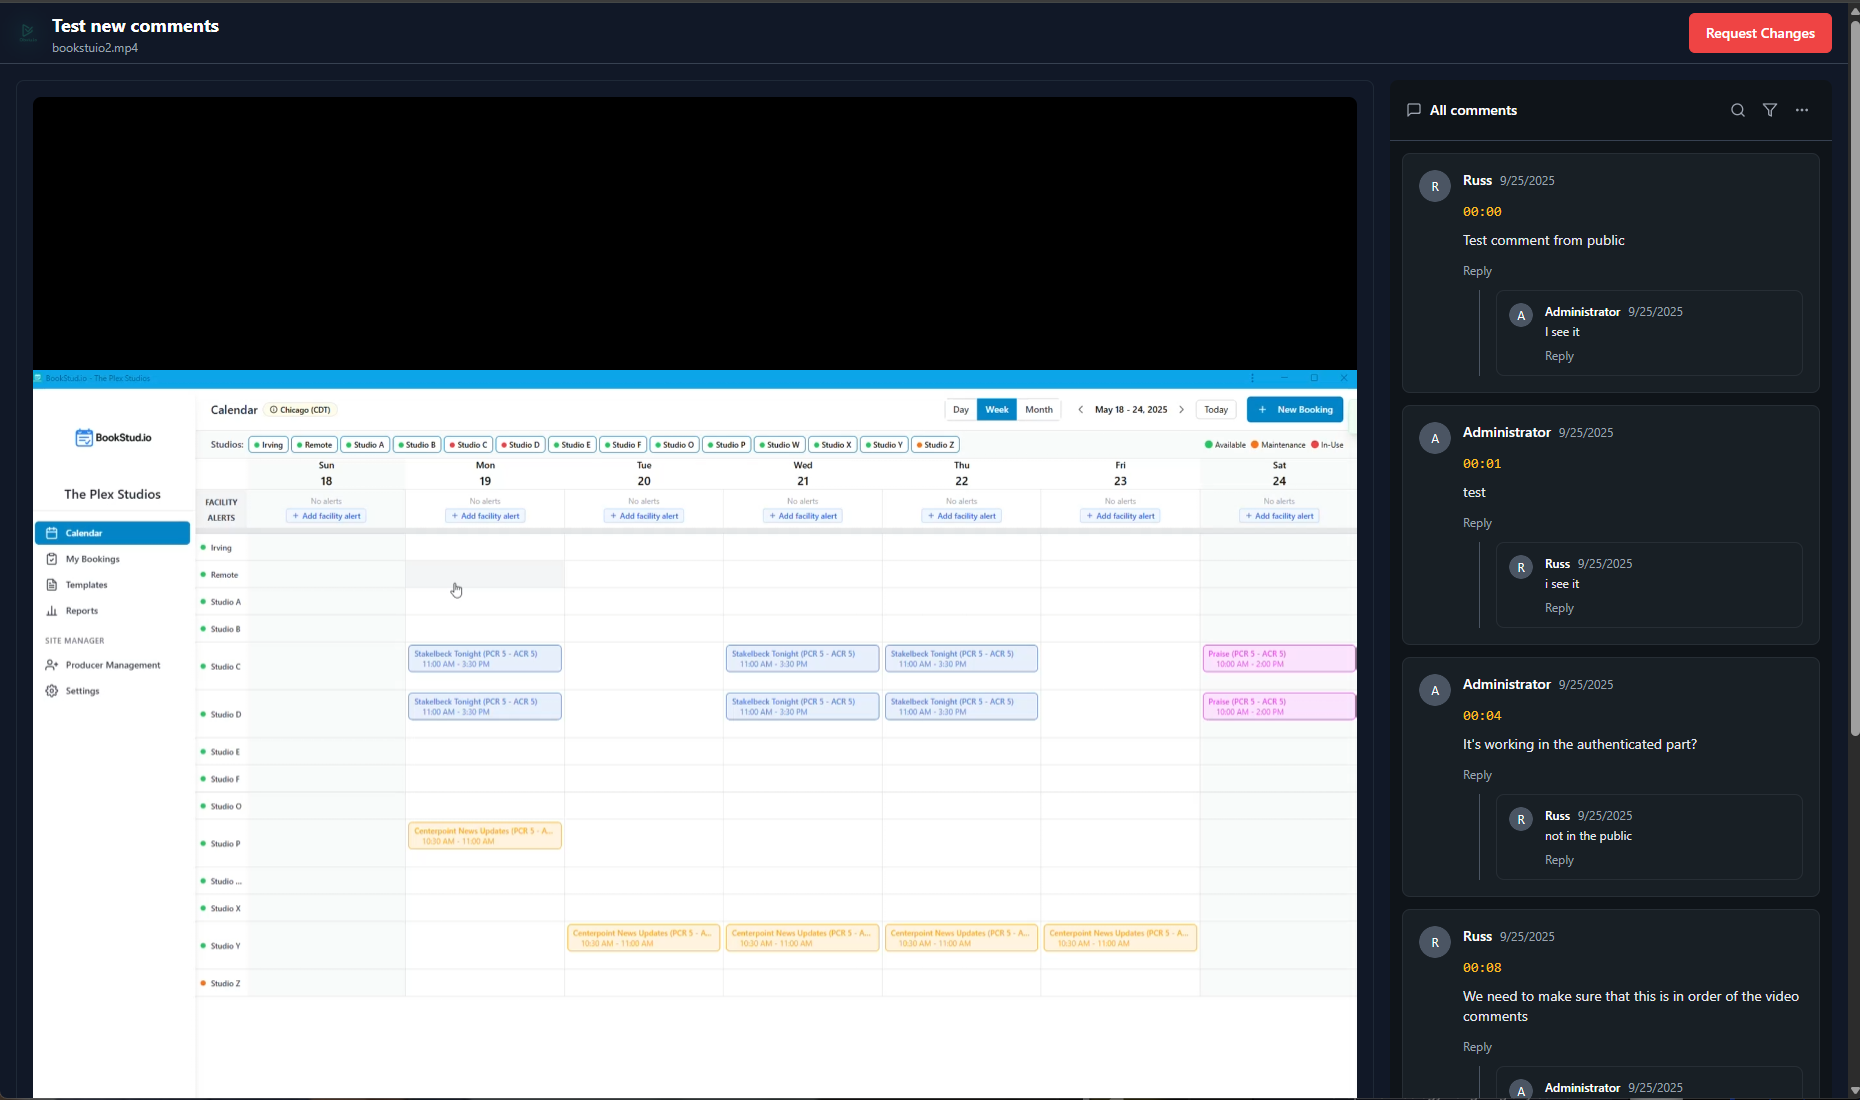 Test new comments
bookstuio2.mp4
Request Changes
BookStud.io - The Plex Studios
BookStud.io
The Plex Studios
Calendar
My Bookings
Templates
Reports
SITE MANAGER
Producer Management
Settings
Calendar Chicago (CDT)
Day Week Month May 18 - 24, 2025 Today + New Booking
Studios: Irving Remote Studio A Studio B Studio C Studio D Studio E Studio F Studio O Studio P Studio W Studio X Studio Y Studio Z Available Maintenance In-Use
Sun Mon Tue Wed Thu Fri Sat
18 19 20 21 22 23 24
FACILITY ALERTS
No alerts No alerts No alerts No alerts No alerts No alerts No alerts
+ Add facility alert + Add facility alert + Add facility alert + Add facility alert + Add facility alert + Add facility alert + Add facility alert
Irving
Remote
Studio A
Studio B
Studio C
Stakelbeck Tonight (PCR 5 - ACR 5) Stakelbeck Tonight (PCR 5 - ACR 5) Stakelbeck Tonight (PCR 5 - ACR 5) Praise (PCR 5 - ACR 5)
11:00 AM - 3:30 PM 11:00 AM - 3:30 PM 11:00 AM - 3:30 PM 10:00 AM - 2:00 PM
Studio D
Stakelbeck Tonight (PCR 5 - ACR 5) Stakelbeck Tonight (PCR 5 - ACR 5) Stakelbeck Tonight (PCR 5 - ACR 5) Praise (PCR 5 - ACR 5)
11:00 AM - 3:30 PM 11:00 AM - 3:30 PM 11:00 AM - 3:30 PM 10:00 AM - 2:00 PM
Studio E
Studio F
Studio O
Studio P
Centerpoint News Updates (PCR 5 - A...
10:30 AM - 11:00 AM
Studio ...
Studio X
Studio Y
Centerpoint News Updates (PCR 5 - A... Centerpoint News Updates (PCR 5 - A... Centerpoint News Updates (PCR 5 - A... Centerpoint News Updates (PCR 5 - A...
10:30 AM - 11:00 AM 10:30 AM - 11:00 AM 10:30 AM - 11:00 AM 10:30 AM - 11:00 AM
Studio Z
All comments
R Russ 9/25/2025
00:00
Test comment from public
Reply
A Administrator 9/25/2025
I see it
Reply
A Administrator 9/25/2025
00:01
test
Reply
R Russ 9/25/2025
i see it
Reply
A Administrator 9/25/2025
00:04
It's working in the authenticated part?
Reply
R Russ 9/25/2025
not in the public
Reply
R Russ 9/25/2025
00:08
We need to make sure that this is in order of the video
comments
Reply
A Administrator 9/25/2025